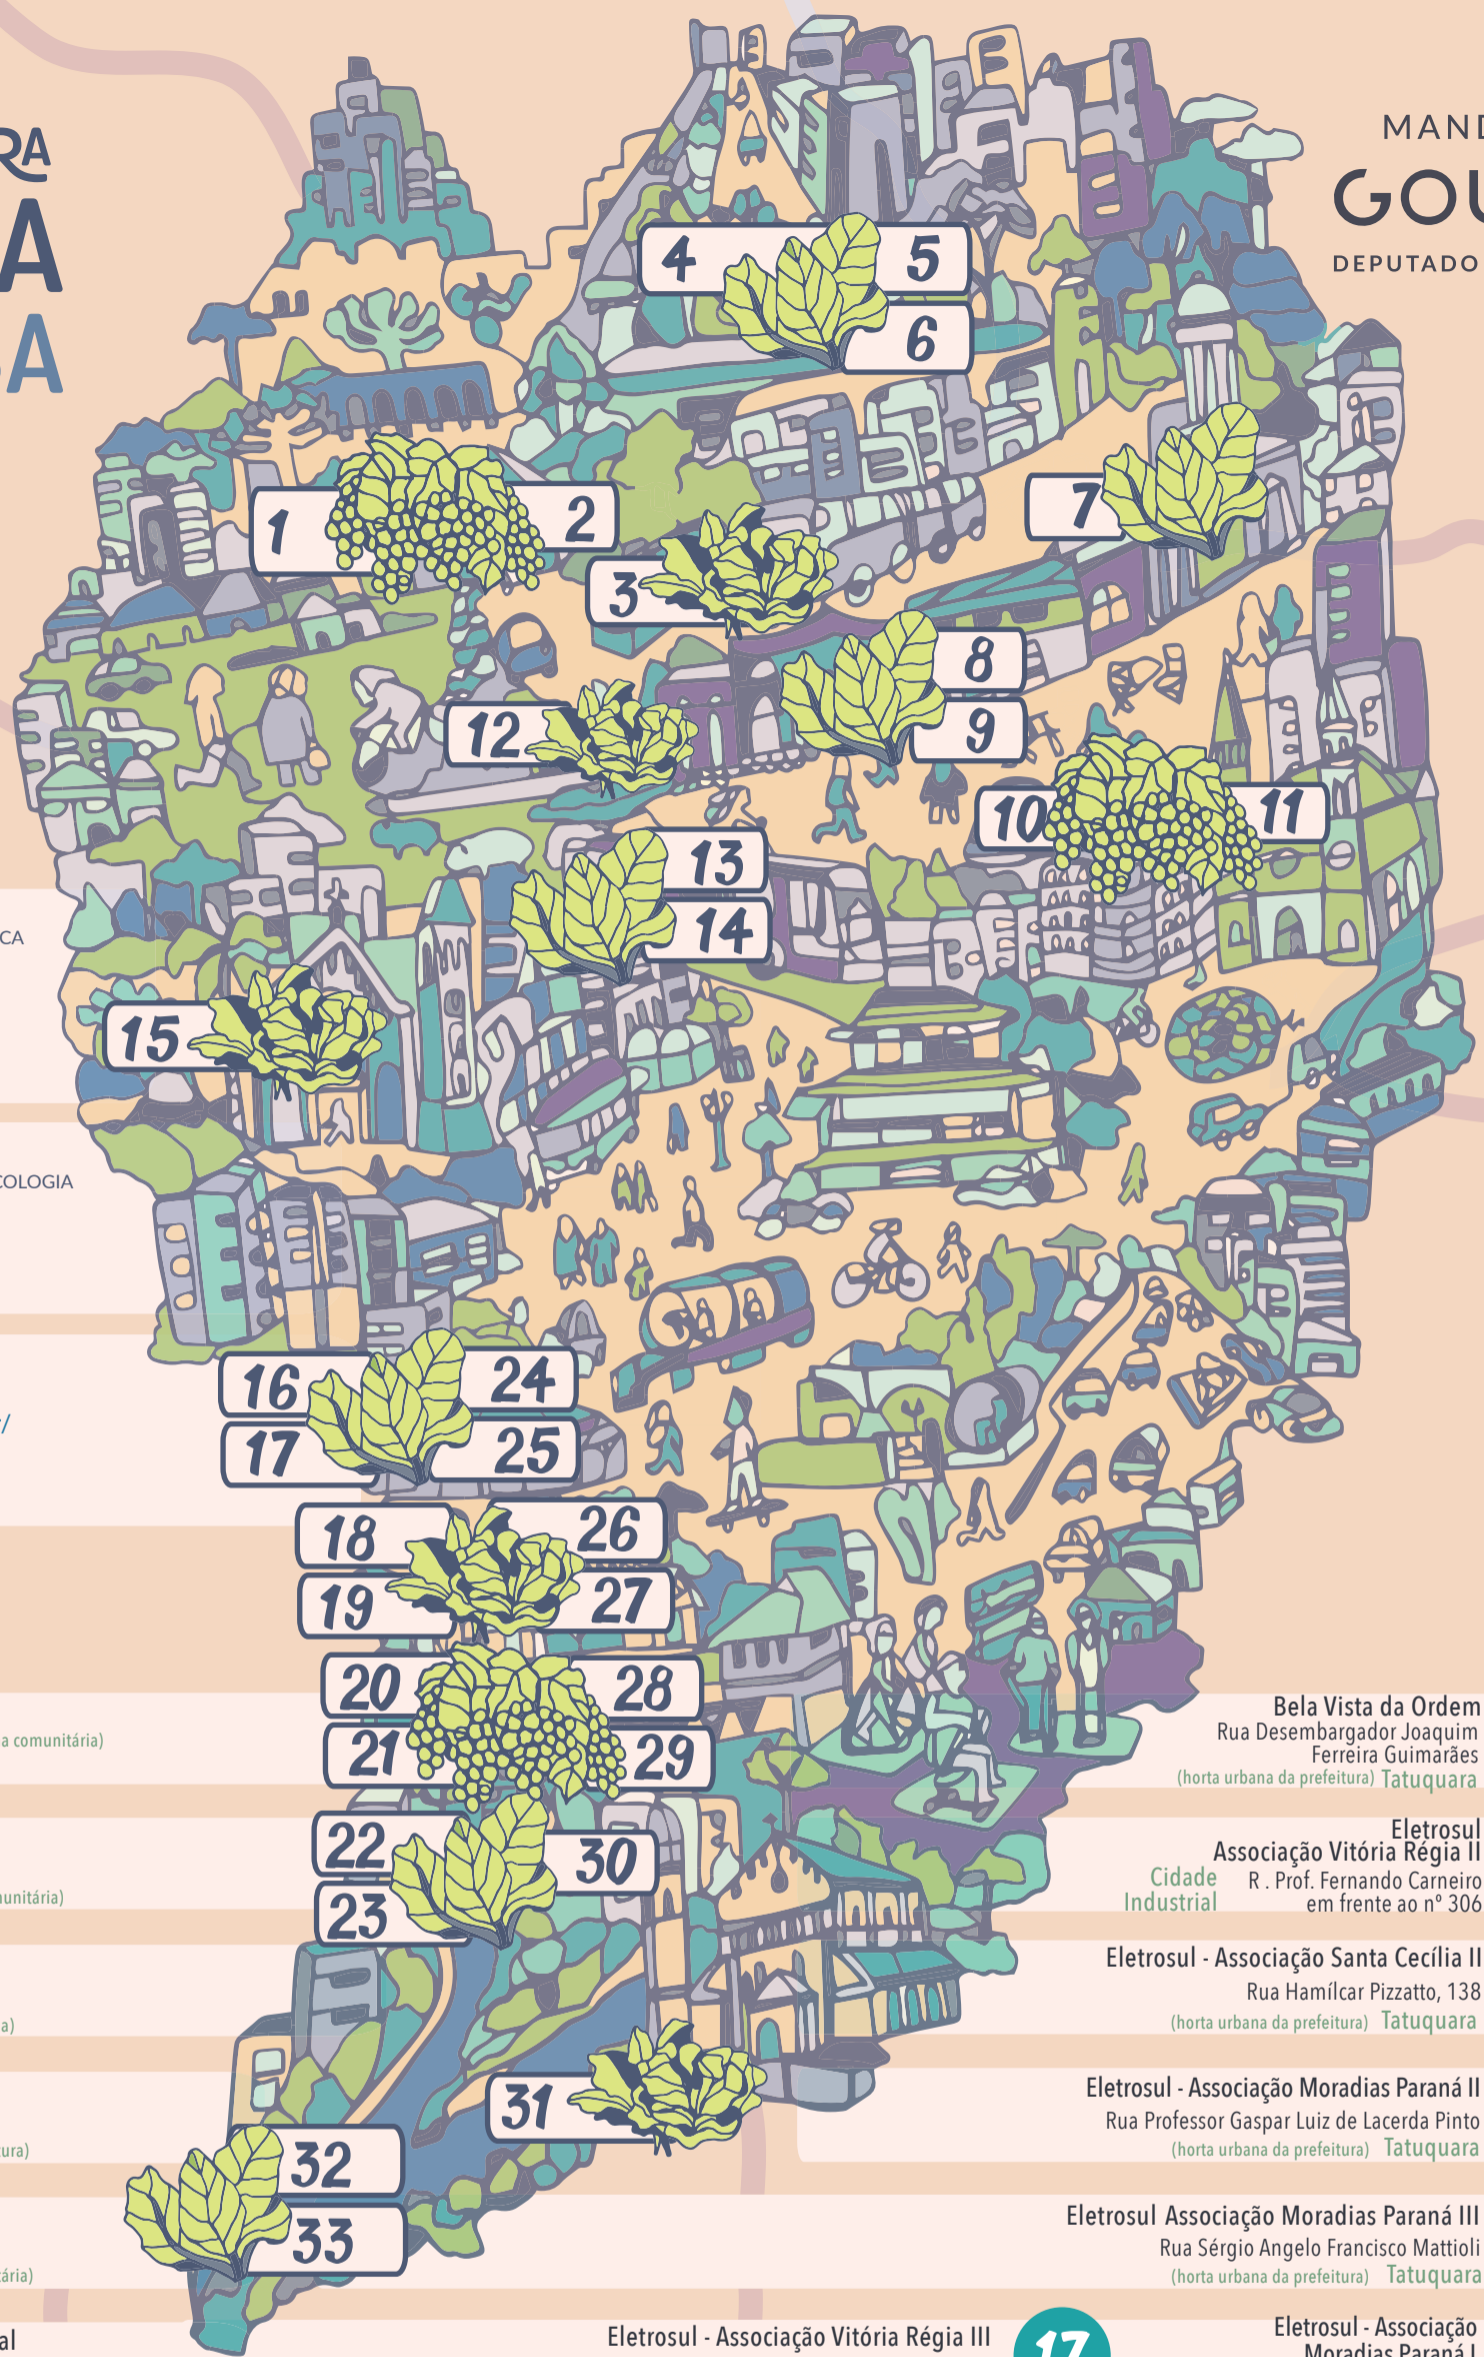 RA
A
BA
MAND
GOU
DEPUTADO
4
5
6
1
2
3
7
8
9
12
10
11
13
14
15
CA
COLOGIA
/
16
24
17
25
18
26
19
27
20
28
21
29
22
30
23
31
32
33
a comunitária)
unitária)
a)
ura)
ária)
al
Bela Vista da Ordem
Rua Desembargador Joaquim
Ferreira Guimarães
(horta urbana da prefeitura) Tatuquara
Eletrosul
Associação Vitória Régia II
Cidade Industrial
R . Prof. Fernando Carneiro
em frente ao nº 306
Eletrosul - Associação Santa Cecília II
Rua Hamílcar Pizzatto, 138
(horta urbana da prefeitura) Tatuquara
Eletrosul - Associação Moradias Paraná II
Rua Professor Gaspar Luiz de Lacerda Pinto
(horta urbana da prefeitura) Tatuquara
Eletrosul Associação Moradias Paraná III
Rua Sérgio Angelo Francisco Mattioli
(horta urbana da prefeitura) Tatuquara
Eletrosul - Associação Vitória Régia III
17
Eletrosul - Associação
Moradias Paraná I